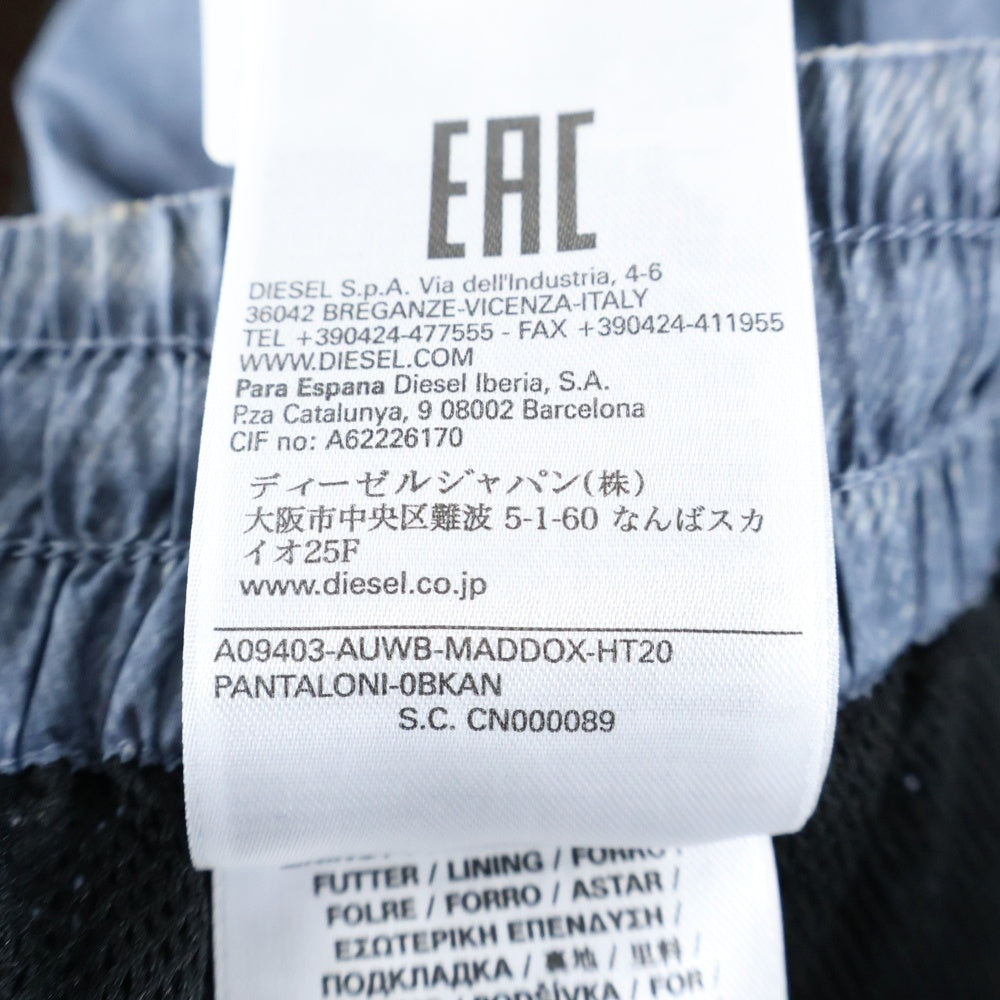 EAC
DIESEL S.p.A. Via dell'Industria, 4-6
36042 BREGANZE-VICENZA-ITALY
TEL +390424-477555 - FAX +390424-411955
WWW.DIESEL.COM
Para Espana Diesel Iberia, S.A.
P.za Catalunya, 9 08002 Barcelona
CIF no: A62226170
ディーゼルジャパン(株)
大阪市中央区難波 5-1-60 なんばスカ
イオ25F
www.diesel.co.jp
A09403-AUWB-MADDOX-HT20
PANTALONI-0BKAN
S.C. CN000089
FUTTER / LINING / FORRO /
FOLRE / FORRO / ASTAR /
ΕΣΩΤΕΡΙΚΗ ΕΠΕΝΔΥΣΗ /
ПОДКЛАДКА / 裏地 / 里料 /
/ PODŠÍVKA / FOR /